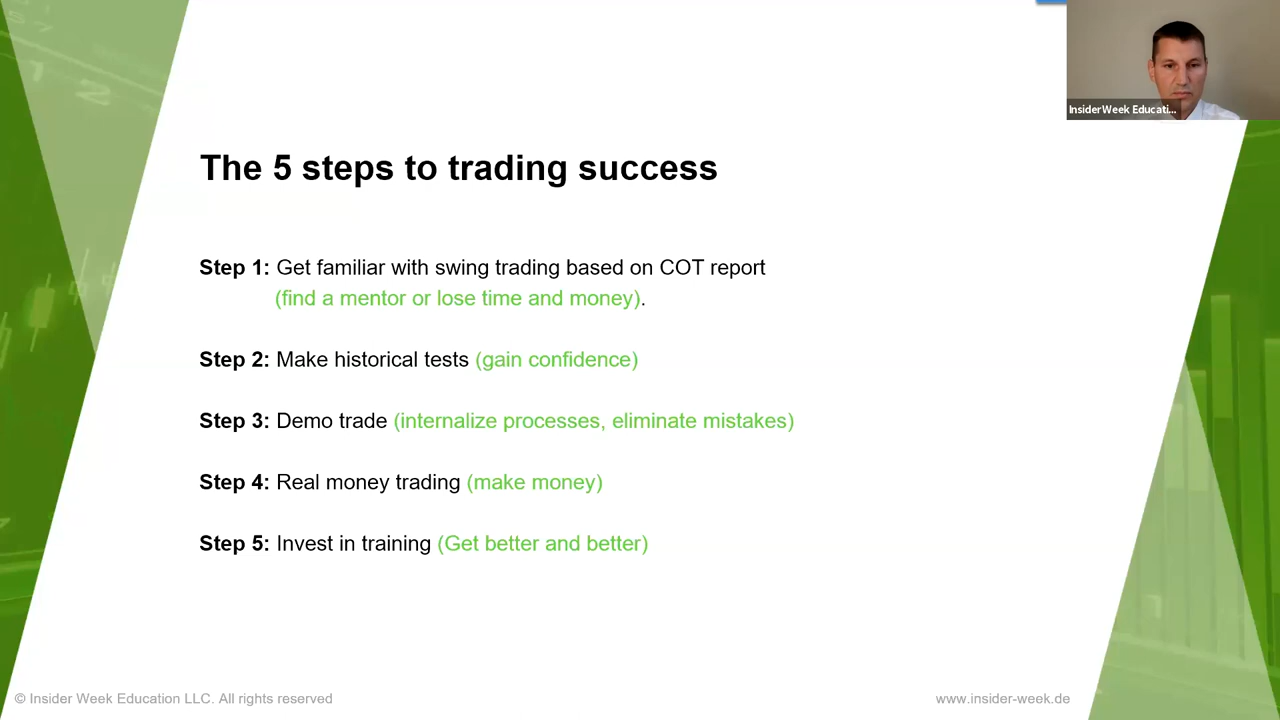 InsiderWeek Educati...
The 5 steps to trading success
Step 1: Get familiar with swing trading based on COT report
(find a mentor or lose time and money).
Step 2: Make historical tests (gain confidence)
Step 3: Demo trade (internalize processes, eliminate mistakes)
Step 4: Real money trading (make money)
Step 5: Invest in training (Get better and better)
© Insider Week Education LLC. All rights reserved
www.insider-week.de